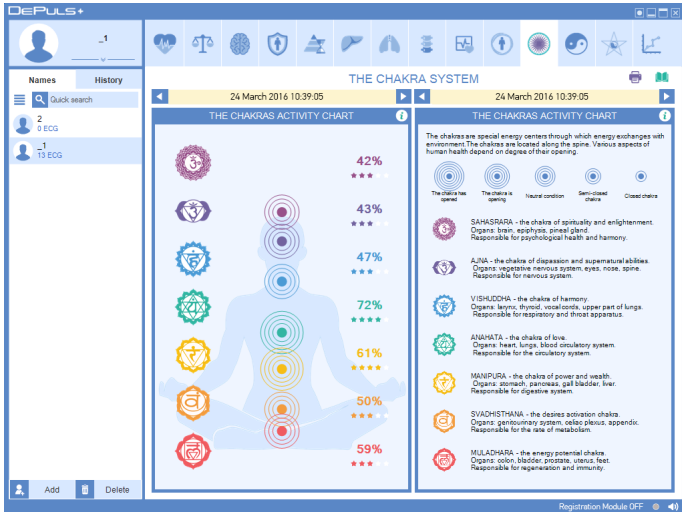 DePuls+
_1
Names
History
Quick search
2
0 ECG
_1
13 ECG
Add
Delete
THE CHAKRA SYSTEM
24 March 2016 10:39:05
THE CHAKRAS ACTIVITY CHART
42%
43%
47%
72%
61%
50%
59%
24 March 2016 10:39:05
THE CHAKRAS ACTIVITY CHART
i
The chakras are special energy centers through which energy exchanges with
environment.The chakras are located along the spine. Various aspects of
human health depend on degree of their opening.
The chakra has
opened
The chakra is
opening
Neutral condition
Semi-closed
chakra
Closed chakra
SAHASRARA - the chakra of spirituality and enlightenment.
Organs: brain, epiphysis, pineal gland.
Responsible for psychological health and harmony.
AJNA - the chakra of dispassion and supernatural abilities.
Organs: vegetative nervous system, eyes, nose, spine.
Responsible for nervous system.
VISHUDDHA - the chakra of harmony.
Organs: larynx, thyroid, vocal cords, upper part of lungs.
Responsible for respiratory and throat apparatus.
ANAHATA - the chakra of love.
Organs: heart, lungs, blood circulatory system.
Responsible for the circulatory system.
MANIPURA - the chakra of power and wealth.
Organs: stomach, pancreas, gall bladder, liver.
Responsible for digestive system.
SVADHISTHANA - the desires activation chakra.
Organs: genitourinary system, celiac plexus, appendix.
Responsible for the rate of metabolism.
MULADHARA - the energy potential chakra.
Organs: colon, bladder, prostate, uterus, feet.
Responsible for regeneration and immunity.
Registration Module OFF